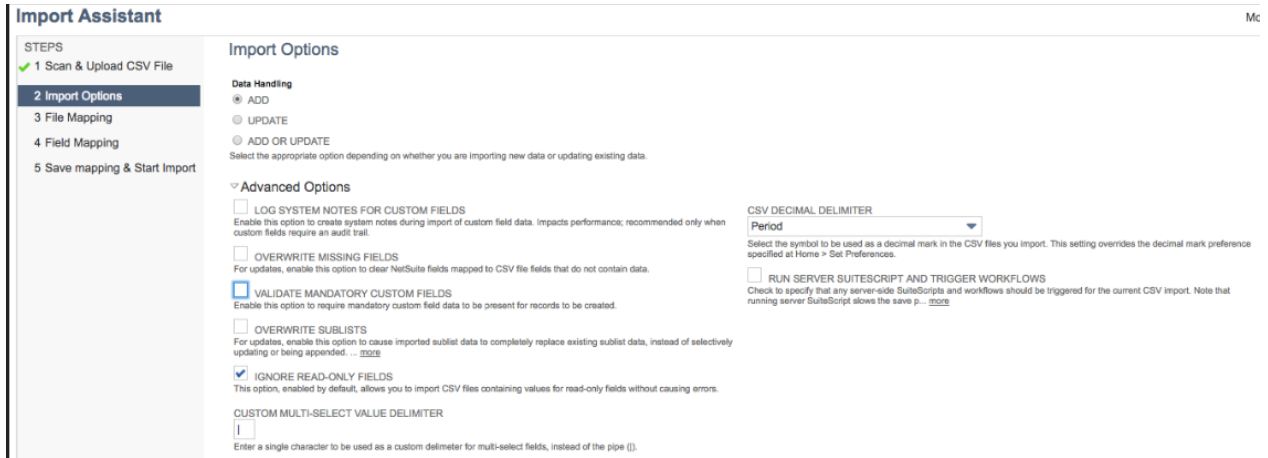 Import Assistant
Mo
STEPS
1 Scan & Upload CSV File
2 Import Options
3 File Mapping
4 Field Mapping
5 Save mapping & Start Import
Import Options
Data Handling
ADD
UPDATE
ADD OR UPDATE
Select the appropriate option depending on whether you are importing new data or updating existing data.
Advanced Options
LOG SYSTEM NOTES FOR CUSTOM FIELDS
Enable this option to create system notes during import of custom field data. Impacts performance; recommended only when
custom fields require an audit trail.
OVERWRITE MISSING FIELDS
For updates, enable this option to clear NetSuite fields mapped to CSV file fields that do not contain data.
VALIDATE MANDATORY CUSTOM FIELDS
Enable this option to require mandatory custom field data to be present for records to be created.
OVERWRITE SUBLISTS
For updates, enable this option to cause imported sublist data to completely replace existing sublist data, instead of selectively
updating or being appended. ... more
IGNORE READ-ONLY FIELDS
This option, enabled by default, allows you to import CSV files containing values for read-only fields without causing errors.
CUSTOM MULTI-SELECT VALUE DELIMITER
|
Enter a single character to be used as a custom delimeter for multi-select fields, instead of the pipe (|).
CSV DECIMAL DELIMITER
Period
Select the symbol to be used as a decimal mark in the CSV files you import. This setting overrides the decimal mark preference
specified at Home > Set Preferences.
RUN SERVER SUITESCRIPT AND TRIGGER WORKFLOWS
Check to specify that any server-side SuiteScripts and workflows should be triggered for the current CSV import. Note that
running server SuiteScript slows the save p... more